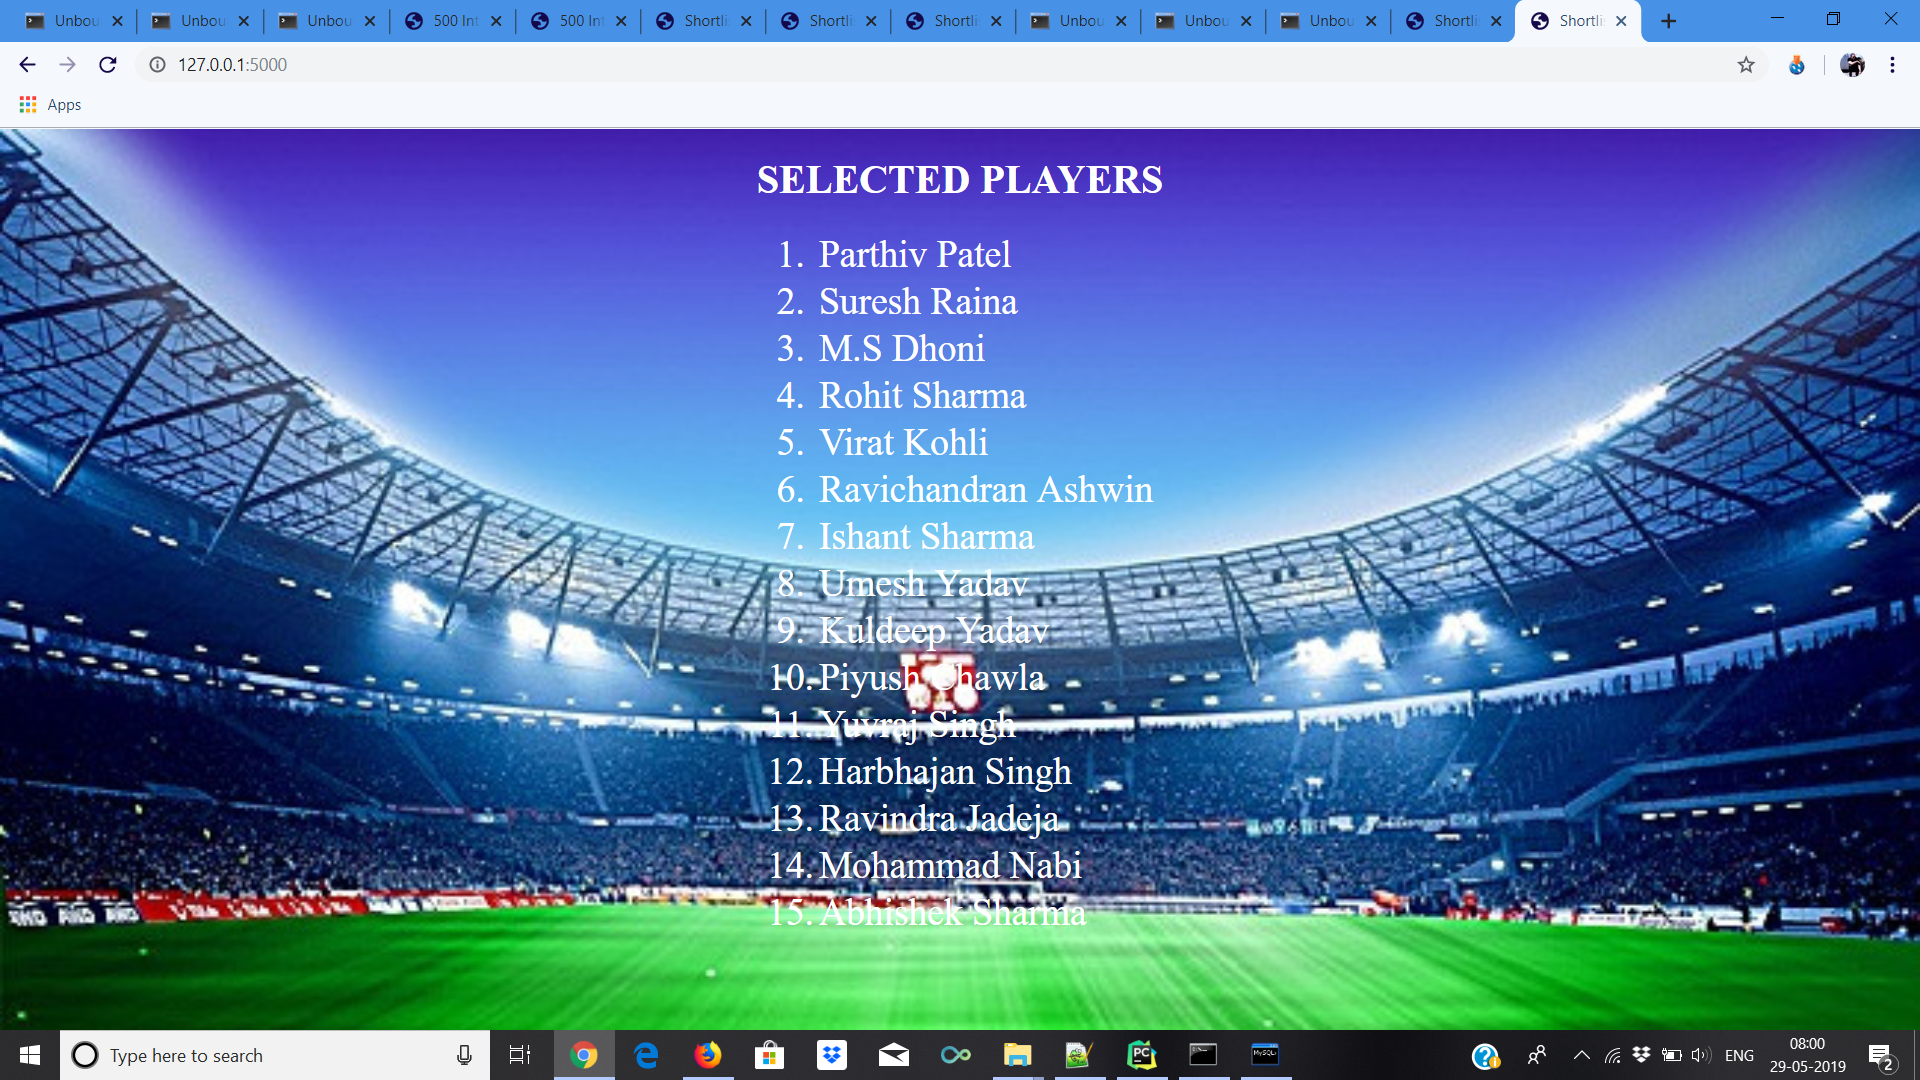 Unbou Unbou Unbou 500 Int 500 Int Shortli Shortli Shortli Unbou Unbou Unbou Shortli Shortli
127.0.0.1:5000
Apps
SELECTED PLAYERS
1. Parthiv Patel
2. Suresh Raina
3. M.S Dhoni
4. Rohit Sharma
5. Virat Kohli
6. Ravichandran Ashwin
7. Ishant Sharma
8. Umesh Yadav
9. Kuldeep Yadav
10. Piyush Chawla
11. Yuvraj Singh
12. Harbhajan Singh
13. Ravindra Jadeja
14. Mohammad Nabi
15. Abhishek Sharma
Type here to search
ENG
08:00
29-05-2019
2